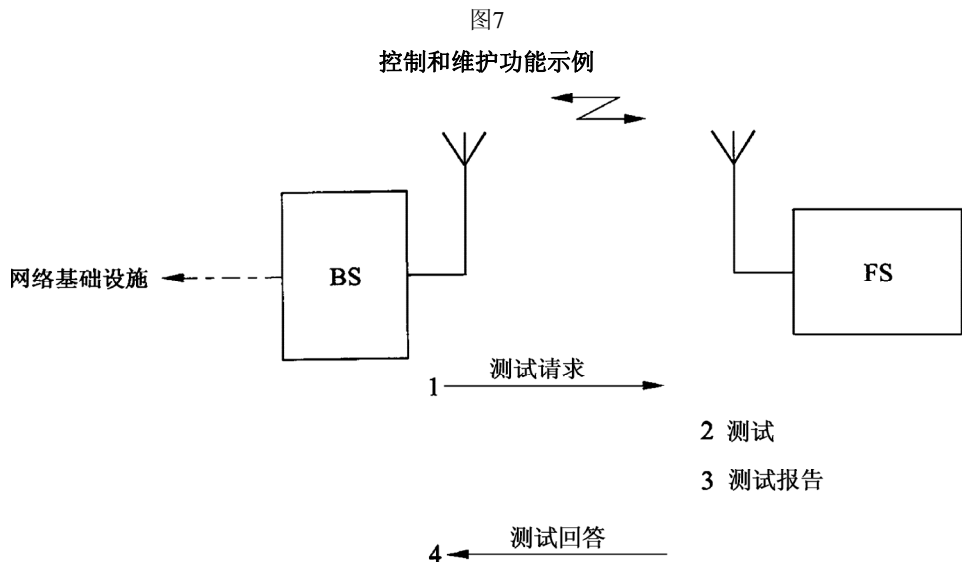 图7
控制和维护功能示例
网络基础设施
BS
FS
1 测试请求
2 测试
3 测试报告
4 测试回答